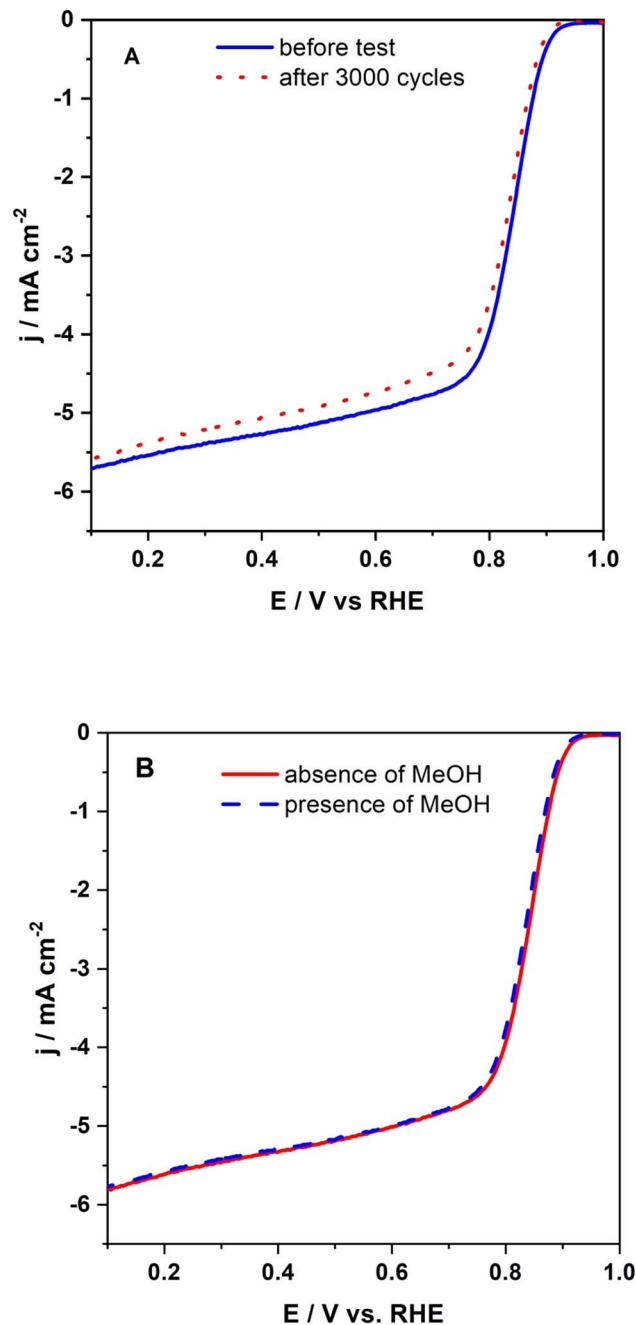 A
before test
after 3000 cycles
0
-1
-2
-3
-4
-5
-6
j / mA cm⁻²
0.2 0.4 0.6 0.8 1.0
E / V vs RHE
B
absence of MeOH
presence of MeOH
0
-1
-2
-3
-4
-5
-6
j / mA cm⁻²
0.2 0.4 0.6 0.8 1.0
E / V vs. RHE